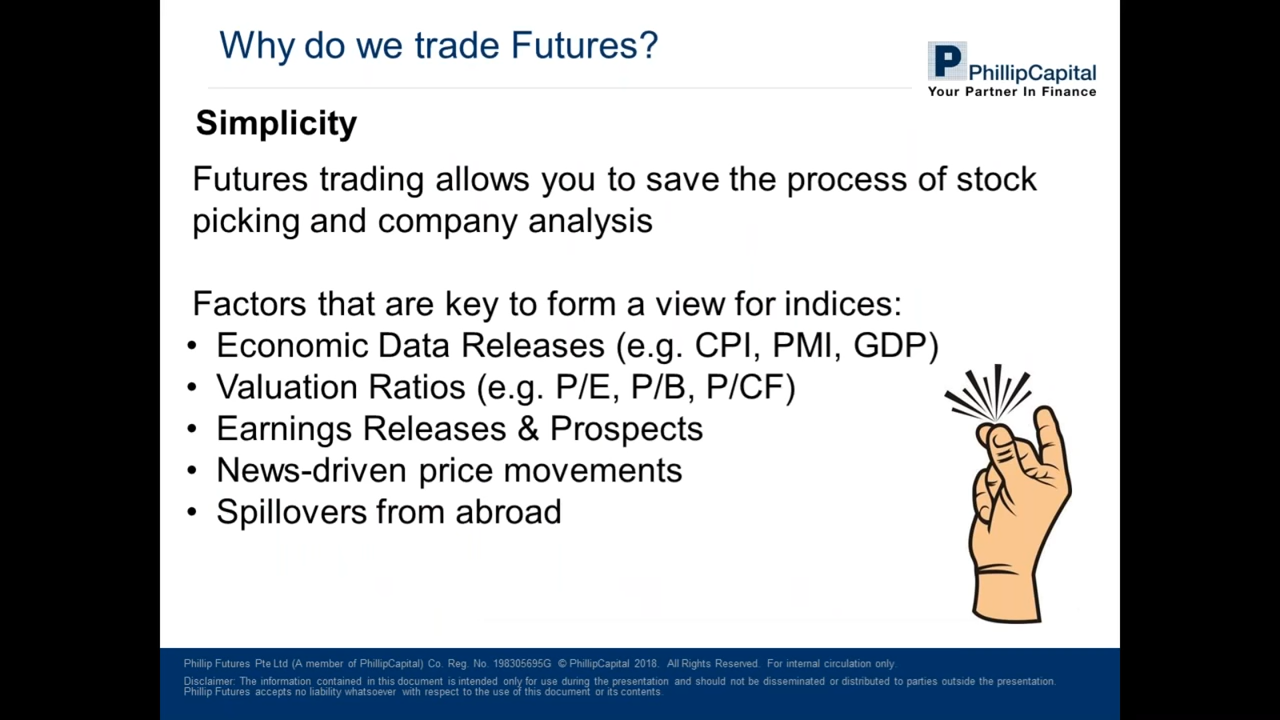 Why do we trade Futures?
P PhillipCapital
Your Partner In Finance
Simplicity
Futures trading allows you to save the process of stock
picking and company analysis
Factors that are key to form a view for indices:
• Economic Data Releases (e.g. CPI, PMI, GDP)
• Valuation Ratios (e.g. P/E, P/B, P/CF)
• Earnings Releases & Prospects
• News-driven price movements
• Spillovers from abroad
Phillip Futures Pte Ltd (A member of PhillipCapital) Co. Reg. No. 198305695G © PhillipCapital 2018. All Rights Reserved. For internal circulation only.
Disclaimer: The information contained in this document is intended only for use during the presentation and should not be disseminated or distributed to parties outside the presentation.
Phillip Futures accepts no liability whatsoever with respect to the use of this document or its contents.